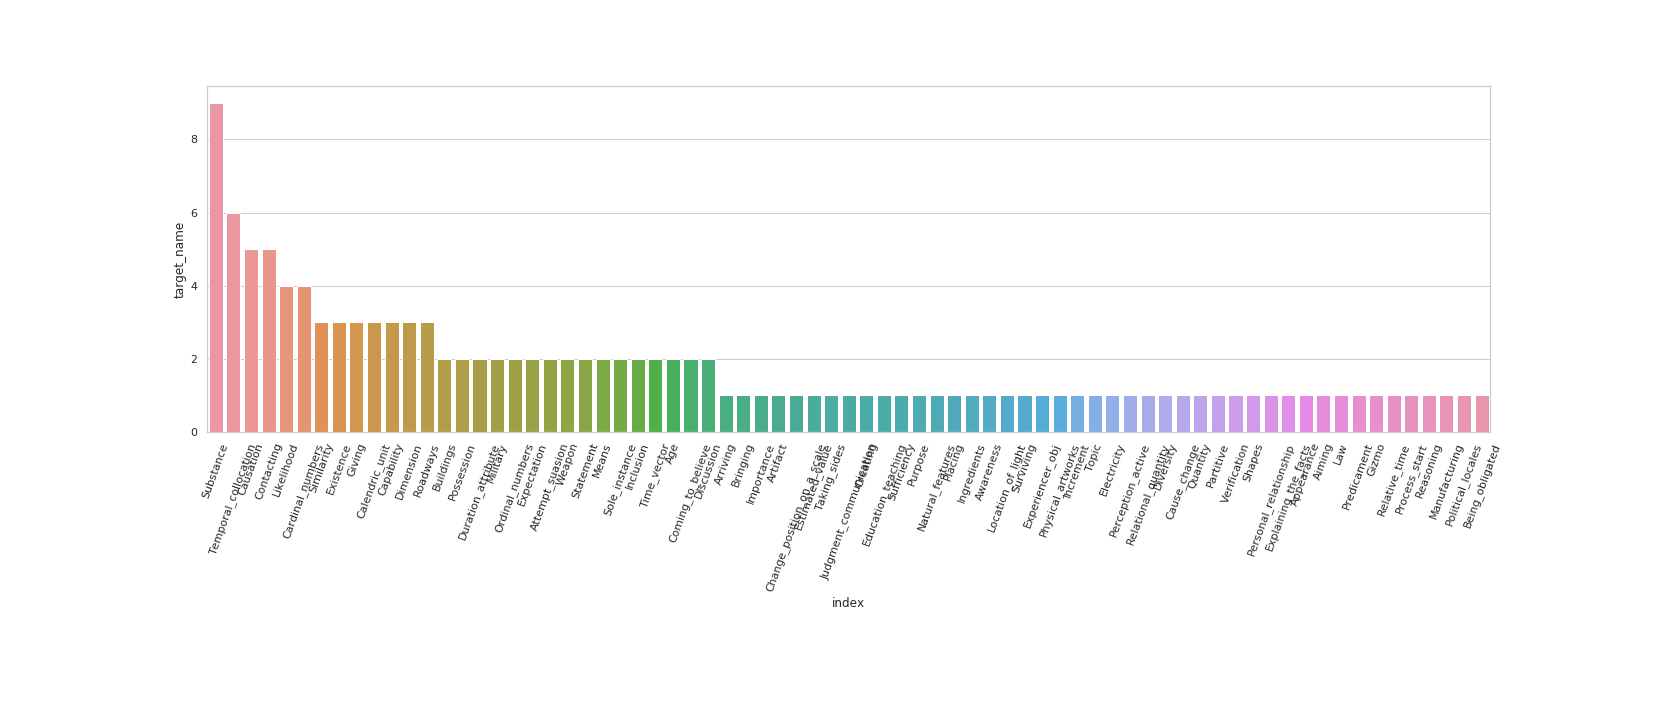 8
6
4
2
0
target_name
Substance
Temporal_collocation
Causation
Contacting
Likelihood
Cardinal_numbers
Similarity
Existence
Giving
Calendric_unit
Capability
Dimension
Roadways
Buildings
Possession
Duration_attribute
Military
Ordinal_numbers
Expectation
Attempt_suasion
Weapon
Statement
Means
Sole_instance
Inclusion
Time_vector
Age
Coming_to_believe
Discussion
Arriving
Bringing
Importance
Artifact
Change_position_on_a_scale
Estimated_value
Taking_sides
Judgment_communication
Creating
Education_teaching
Sufficiency
Purpose
Natural_features
Placing
Ingredients
Awareness
Location_of_light
Surviving
Experiencer_obj
Physical_artworks
Increment
Topic
Electricity
Perception_active
Relational_quantity
Diversity
Cause_change
Quantity
Partitive
Verification
Shapes
Personal_relationship
Explaining_the_facts
Appearance
Aiming
Law
Predicament
Gizmo
Relative_time
Process_start
Reasoning
Manufacturing
Political_locales
Being_obligated
index